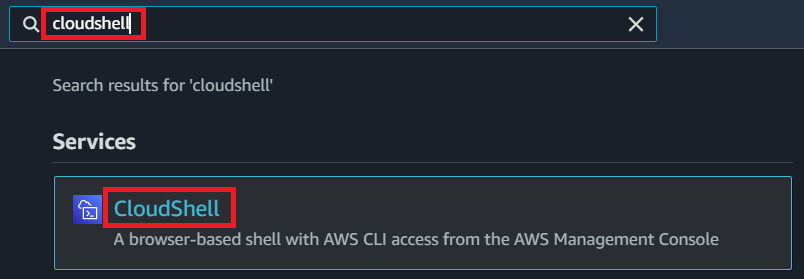 cloudshell
Search results for 'cloudshell'
Services
CloudShell
A browser-based shell with AWS CLI access from the AWS Management Console